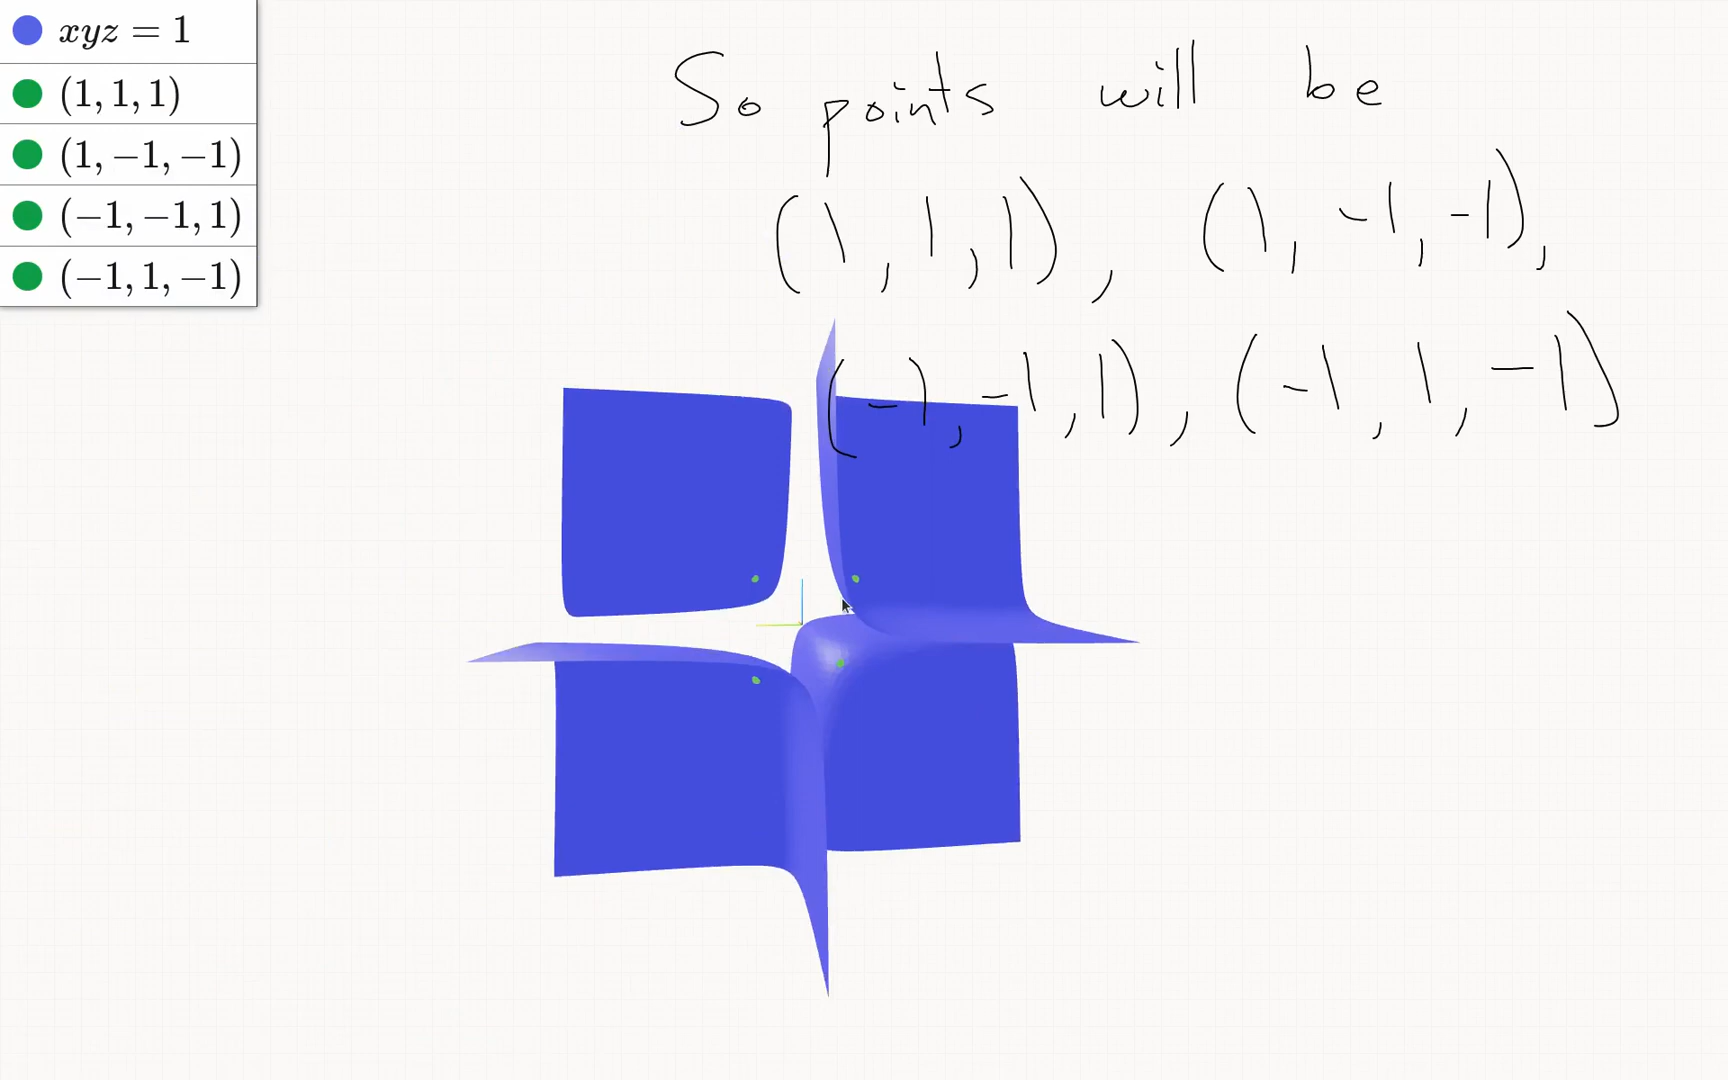 xyz = 1
(1, 1, 1)
(1, −1, −1)
(−1, −1, 1)
(−1, 1, −1)
So points will be
(1, 1, 1), (1, -1, -1),
(-1, -1, 1), (-1, 1, -1)